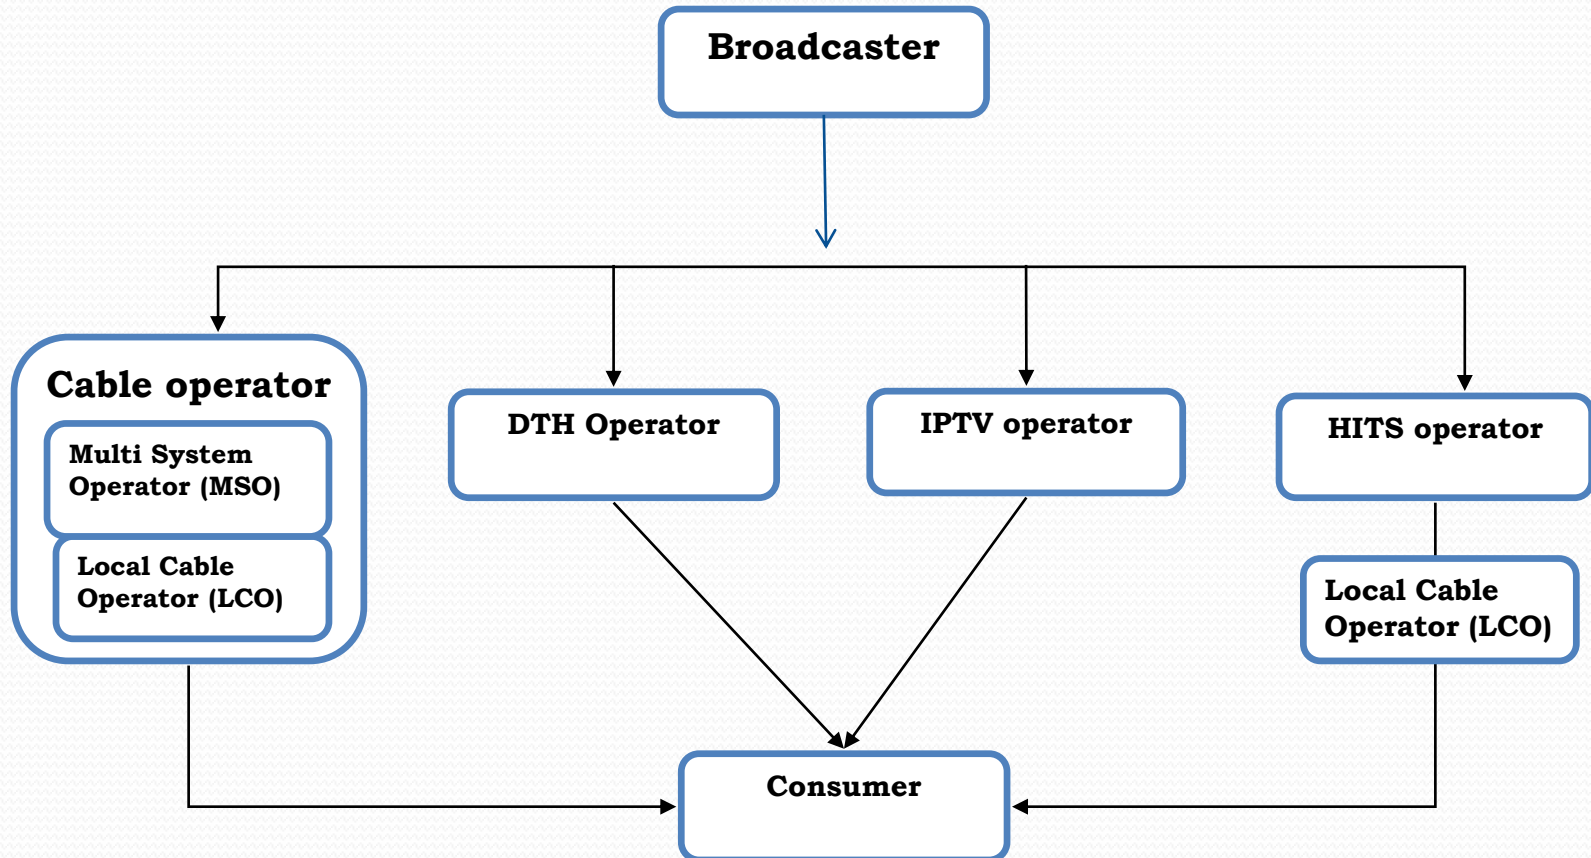 Broadcaster
Cable operator
Multi System
Operator (MSO)
Local Cable
Operator (LCO)
DTH Operator
IPTV operator
HITS operator
Local Cable
Operator (LCO)
Consumer